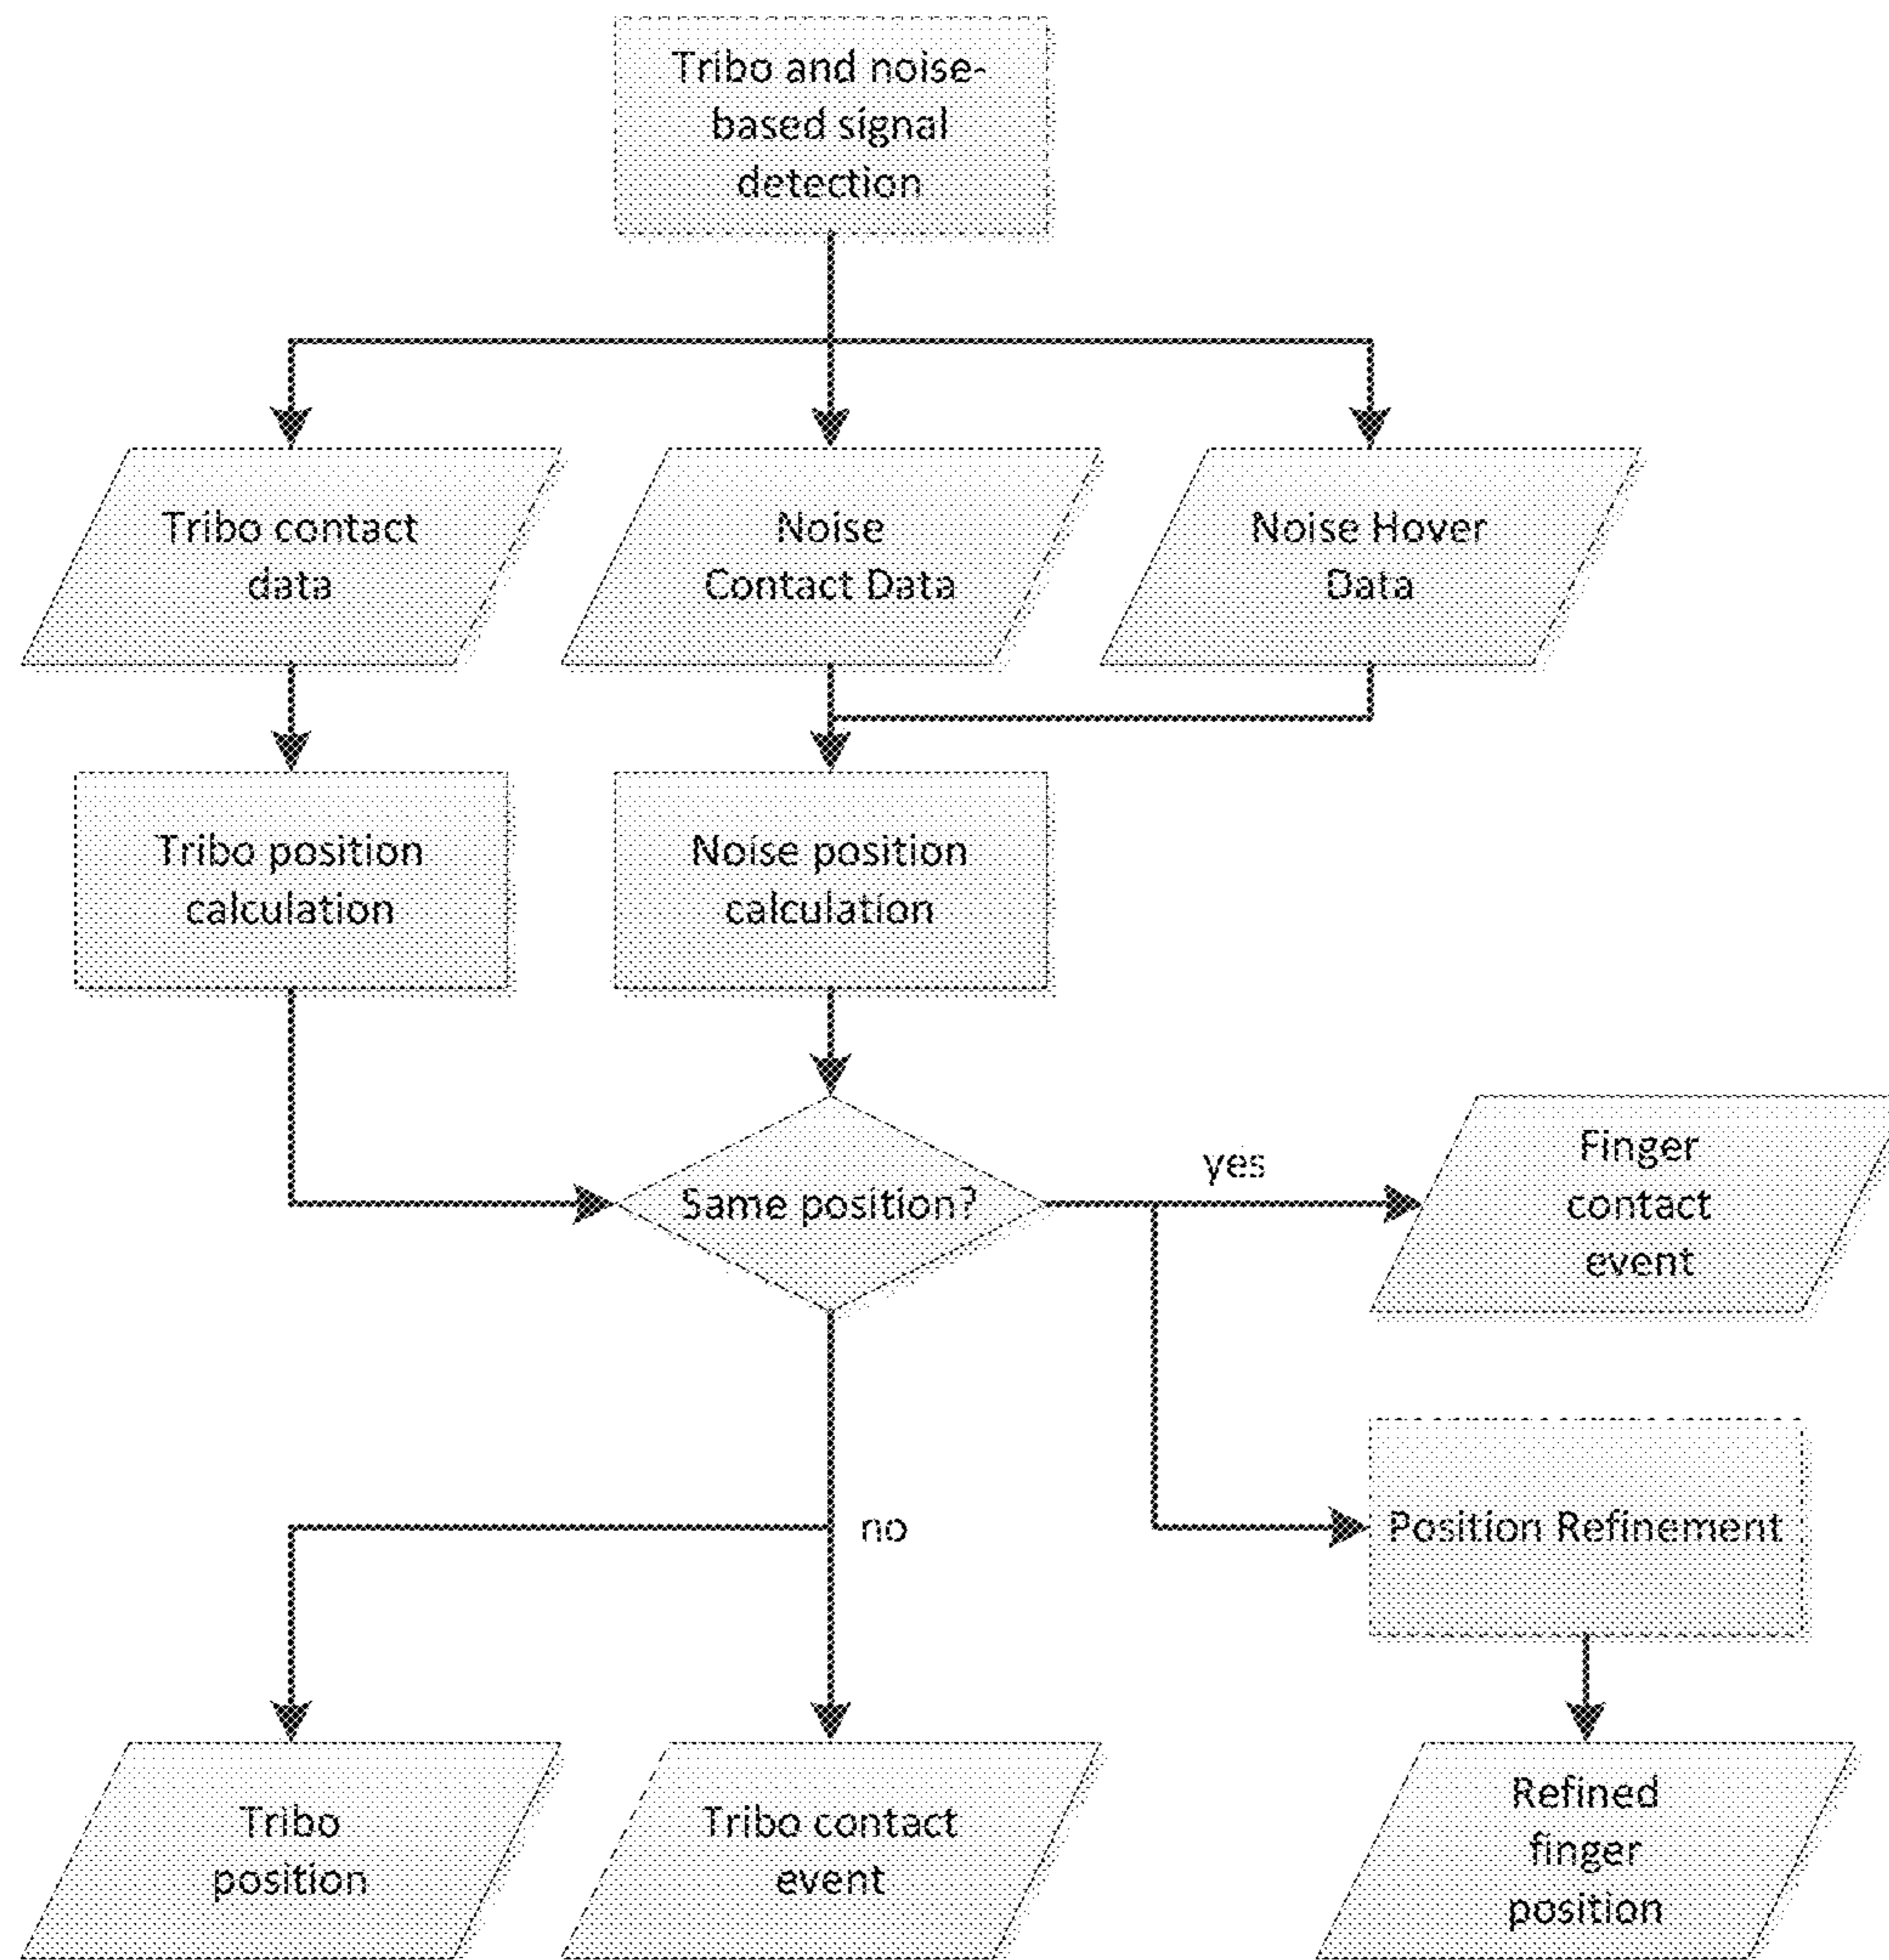 Tribo and noise-
based signal
detection
Tribo contact
data
Noise
Contact Data
Noise Hover
Data
Tribo position
calculation
Noise position
calculation
Same position?
yes
Finger
contact
event
no
Position Refinement
Tribo
position
Tribo contact
event
Refined
finger
position